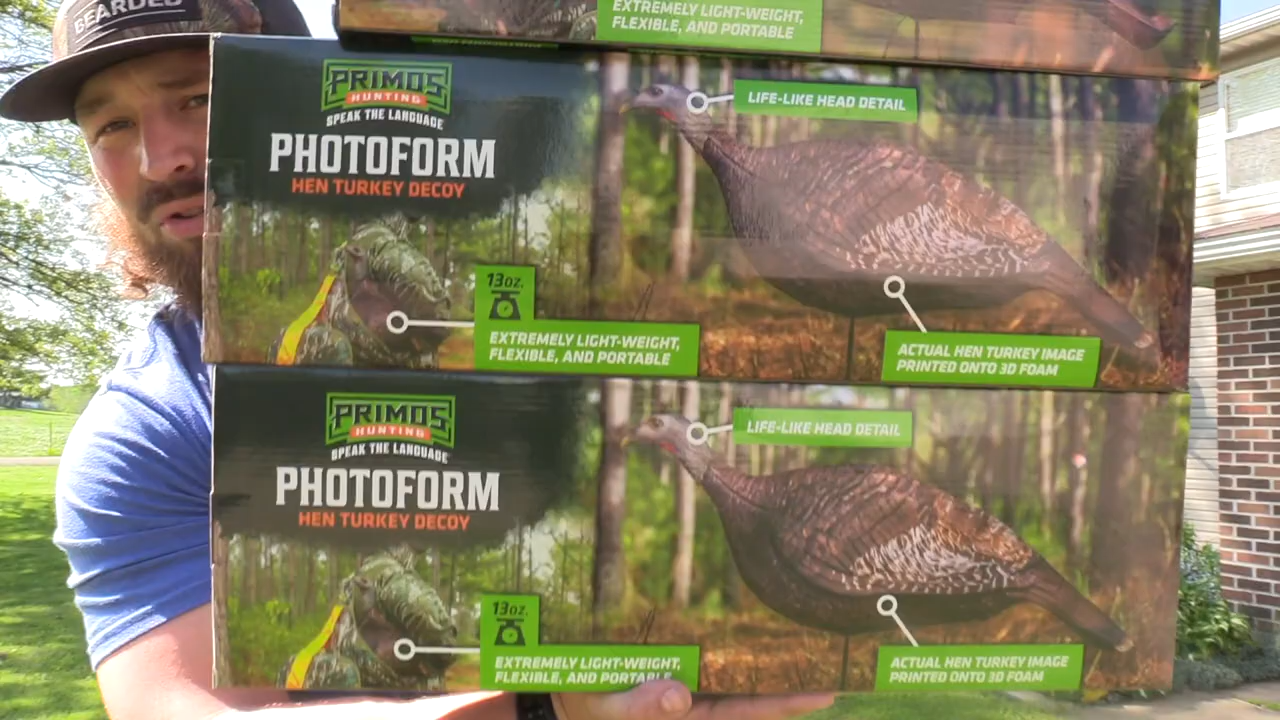 BEARDED
EXTREMELY LIGHT-WEIGHT,
FLEXIBLE, AND PORTABLE
PRIMOS
HUNTING
SPEAK THE LANGUAGE
PHOTOFORM
HEN TURKEY DECOY
LIFE-LIKE HEAD DETAIL
13oz.
EXTREMELY LIGHT-WEIGHT,
FLEXIBLE, AND PORTABLE
ACTUAL HEN TURKEY IMAGE
PRINTED ONTO 3D FOAM
PRIMOS
HUNTING
SPEAK THE LANGUAGE
PHOTOFORM
HEN TURKEY DECOY
LIFE-LIKE HEAD DETAIL
13oz.
EXTREMELY LIGHT-WEIGHT,
FLEXIBLE, AND PORTABLE
ACTUAL HEN TURKEY IMAGE
PRINTED ONTO 3D FOAM